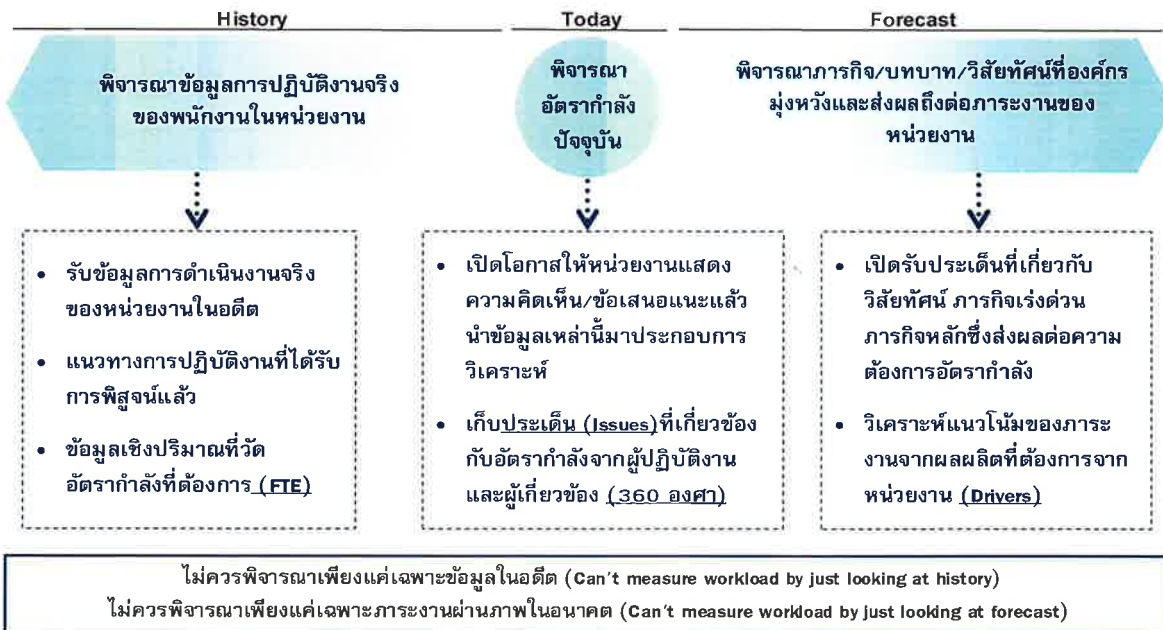 History
Today
Forecast
พิจารณาข้อมูลการปฏิบัติงานจริง
ของพนักงานในหน่วยงาน
พิจารณา
อัตรากำลัง
ปัจจุบัน
พิจารณาภารกิจ/บทบาท/วิสัยทัศน์ที่องค์กร
มุ่งหวังและส่งผลถึงต่อภาระงานของ
หน่วยงาน
• รับข้อมูลการดำเนินงานจริง
ของหน่วยงานในอดีต
• แนวทางการปฏิบัติงานที่ได้รับ
การพิสูจน์แล้ว
• ข้อมูลเชิงปริมาณที่วัด
อัตรากำลังที่ต้องการ (FTE)
• เปิดโอกาสให้หน่วยงานแสดง
ความคิดเห็น/ข้อเสนอแนะแล้ว
นำข้อมูลเหล่านี้มาประกอบการ
วิเคราะห์
• เก็บประเด็น (Issues)ที่เกี่ยวข้อง
กับอัตรากำลังจากผู้ปฏิบัติงาน
และผู้เกี่ยวข้อง (360 องศา)
• เปิดรับประเด็นที่เกี่ยวกับ
วิสัยทัศน์ ภารกิจเร่งด่วน
ภารกิจหลักซึ่งส่งผลต่อความ
ต้องการอัตรากำลัง
• วิเคราะห์แนวโน้มของภาระ
งานจากผลผลิตที่ต้องการจาก
หน่วยงาน (Drivers)
ไม่ควรพิจารณาเพียงแค่เฉพาะข้อมูลในอดีต (Can't measure workload by just looking at history)
ไม่ควรพิจารณาเพียงแค่เฉพาะภาระงานผ่านภาพในอนาคต (Can't measure workload by just looking at forecast)